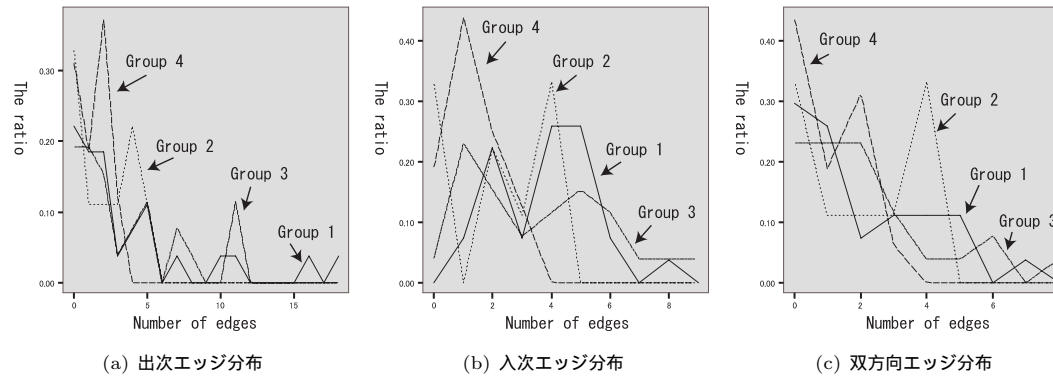 The ratio
0.00
0.10
0.20
0.30
0
5
10
15
Number of edges
Group 4
Group 2
Group 3
Group 1
(a) 出次エッジ分布
The ratio
0.00
0.10
0.20
0.30
0.40
0
2
4
6
8
Number of edges
Group 4
Group 2
Group 1
Group 3
(b) 入次エッジ分布
The ratio
0.00
0.10
0.20
0.30
0.40
0
2
4
6
Number of edges
Group 4
Group 2
Group 1
Group 3
(c) 双方向エッジ分布